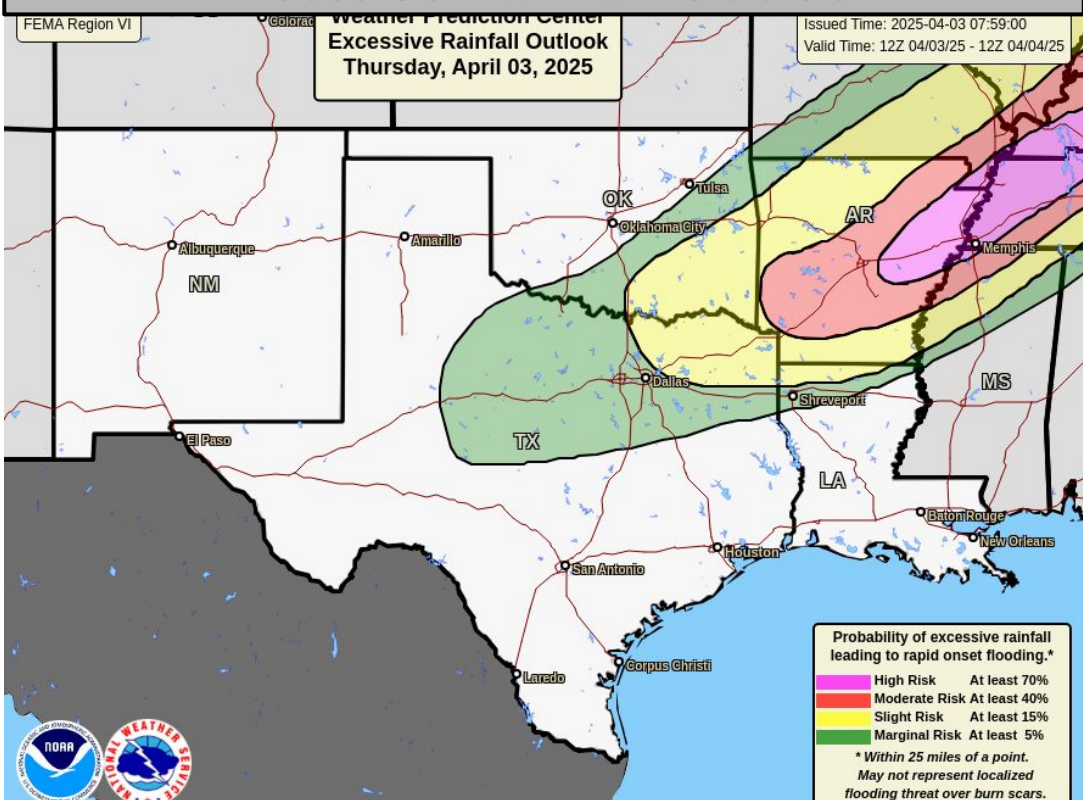 FEMA Region VI
Weather Prediction Center
Excessive Rainfall Outlook
Thursday, April 03, 2025
Issued Time: 2025-04-03 07:59:00
Valid Time: 12Z 04/03/25 - 12Z 04/04/25
Colorad
Tulsa
OK
Oklahoma City
AR
Albuquerque
Amarillo
Memphis
NM
Dallas
MS
Shreveport
El Paso
TX
LA
Baton Rouge
New Orleans
Houston
San Antonio
Corpus Christi
Laredo
Probability of excessive rainfall
leading to rapid onset flooding.*
High Risk At least 70%
Moderate Risk At least 40%
Slight Risk At least 15%
Marginal Risk At least 5%
* Within 25 miles of a point.
May not represent localized
flooding threat over burn scars.
NOAA
NATIONAL WEATHER SERVICE